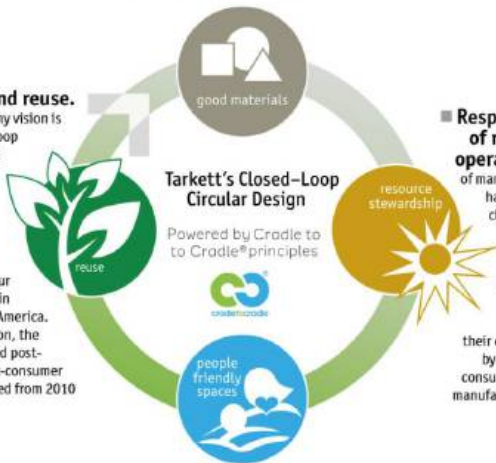 good materials
nd reuse.
ny vision is
oop
■ Resp
of r
opera
of man
ha
cl
Tarkett's Closed-Loop
Circular Design
Powered by Cradle to
to Cradle® principles
cradletocradle
®
resource
stewardship
reuse
ur
in
America.
on, the
d post-
-consumer
ed from 2010
people
friendly
spaces
their
by
consu
manufa